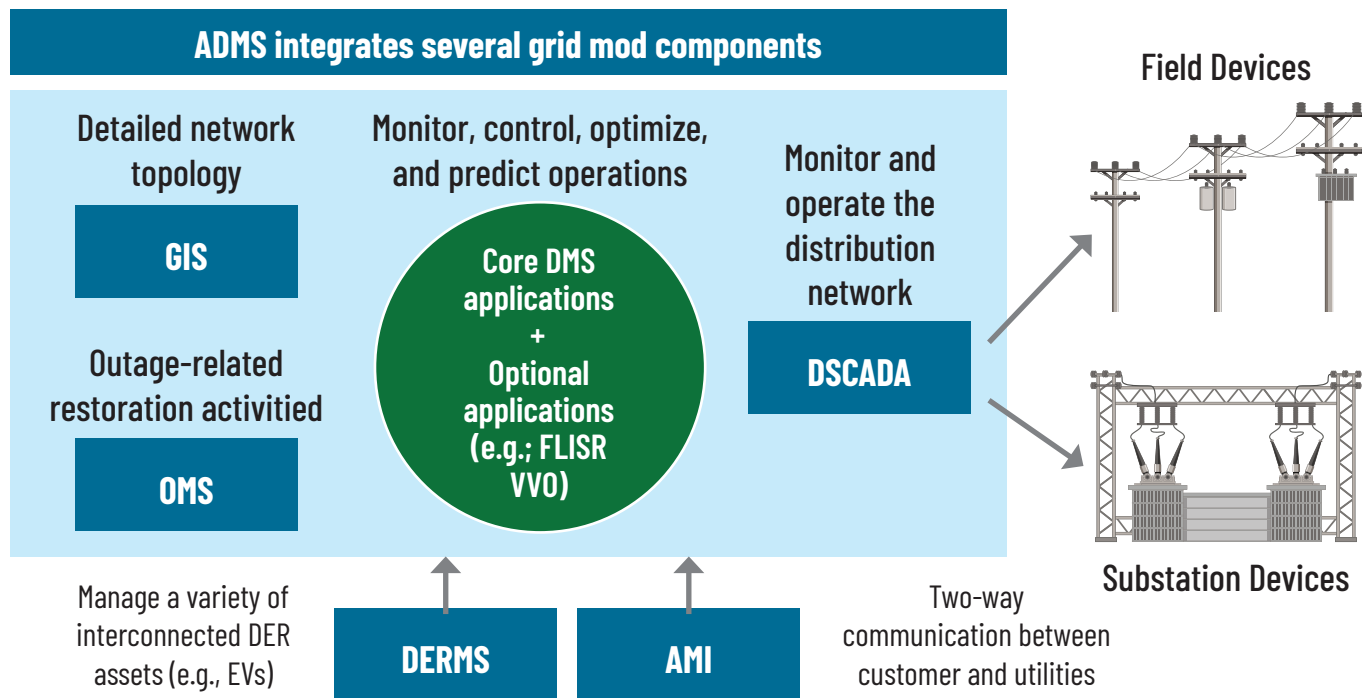 ADMS integrates several grid mod components
Detailed network
topology
GIS
Outage-related
restoration activitied
OMS
Monitor, control, optimize,
and predict operations
Core DMS
applications
+
Optional
applications
(e.g.; FLISR
VVO)
Monitor and
operate the
distribution
network
DSCADA
Field Devices
Substation Devices
Manage a variety of
interconnected DER
assets (e.g., EVs)
DERMS
AMI
Two-way
communication between
customer and utilities